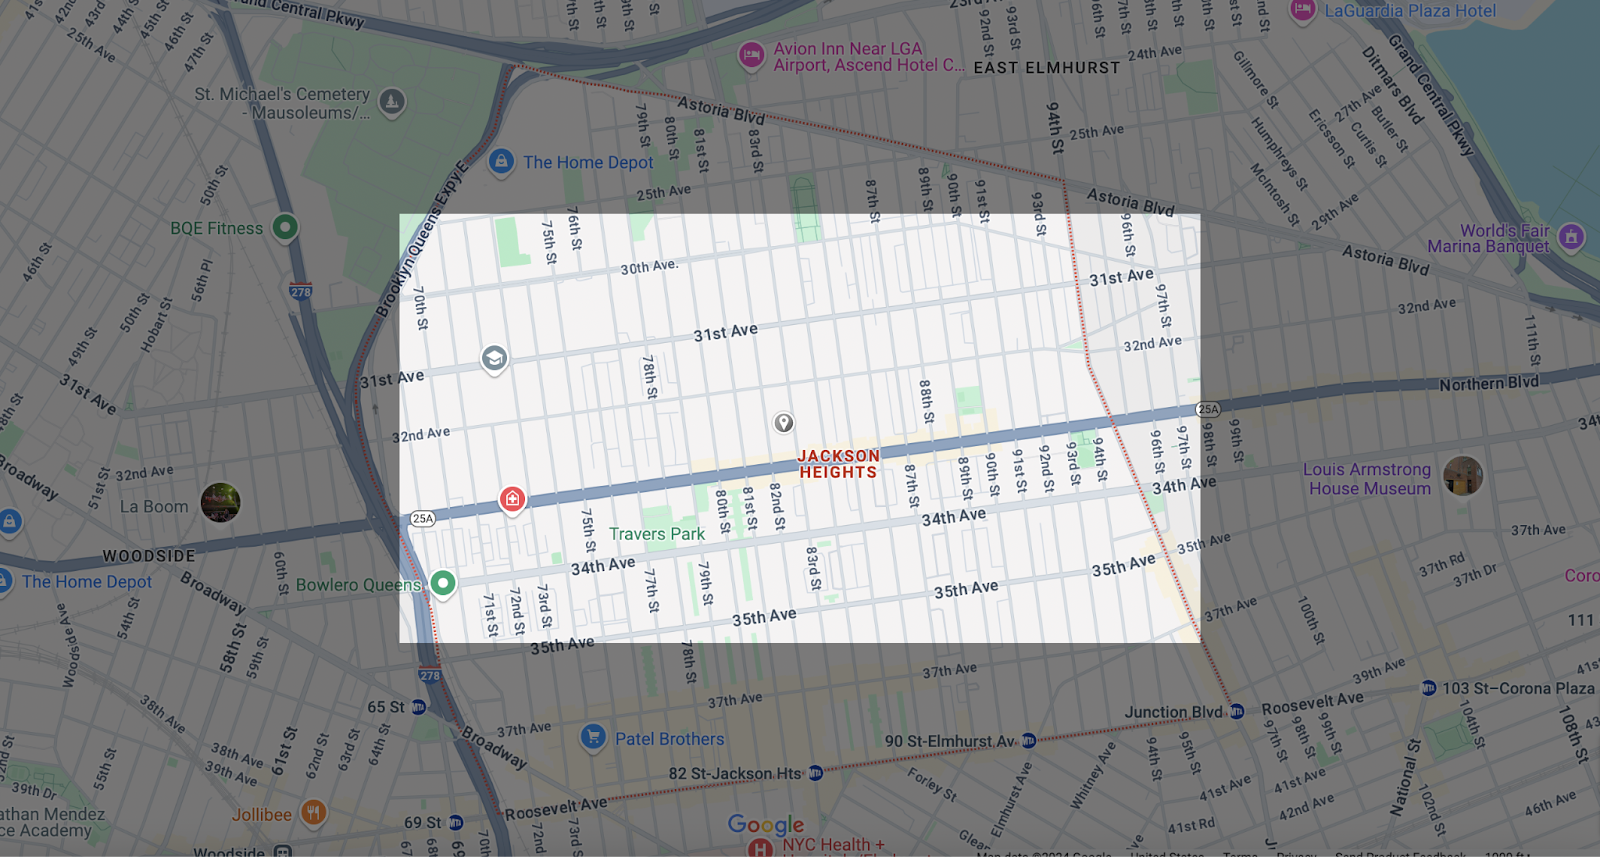 Grand Central Pkwy
42nd St
43rd St
45th St
46th St
46th St
47th St
25th Ave
23rd Ave
92nd St
93rd St
96th St
LaGuardia Plaza Hotel
Avion Inn Near LGA
Airport, Ascend Hotel C...
EAST ELMHURST
24th Ave
Gillmore St
Ditmars Blvd
Grand Central Pkwy
27th Ave
Butler St
Curtis St
Ericsson St
Humphreys St
McIntosh St
29th Ave
St. Michael's Cemetery
- Mausoleums/...
Astoria Blvd
79th St
80th St
81st St
83rd St
94th St
25th Ave
The Home Depot
25th Ave
87th St
89th St
90th St
91st St
93rd St
Astoria Blvd
96th St
50th St
BQE Fitness
Brooklyn Queens Expy E
75th St
76th St
World's Fair
Marina Banquet
Astoria Blvd
46th St
56th Pl
278
30th Ave.
31st Ave
70th St
97th St
32nd Ave
50th St
Hobart St
49th St
31st Ave
32nd Ave
111th St
31st Ave
31st Ave
78th St
88th St
Northern Blvd
25A
48th St
32nd Ave
JACKSON
HEIGHTS
Broadway
32nd Ave
51st St
La Boom
25A
80th St
81st St
82nd St
87th St
89th St
90th St
91st St
92nd St
93rd St
94th St
96th St
97th St
98th St
99th St
Louis Armstrong
House Museum
34th Ave
34th Ave
Travers Park
75th St
WOODSIDE
37th Ave
35th Ave
The Home Depot
Broadway
60th St
Bowlero Queens
34th Ave
83rd St
35th Ave
35th Ave
37th Rd
37th Dr
71st St
72nd St
73rd St
77th St
79th St
35th Ave
37th Ave
100th St
111
Woodside Ave
54th St
58th St
59th St
35th Ave
78th St
37th Ave
39th Ave
278
65 St
37th Ave
Junction Blvd
Roosevelt Ave
103 St–Corona Plaza
38th Ave
61st St
62nd St
63rd St
64th St
37th Ave
Broadway
Patel Brothers
90 St-Elmhurst Av
94th St
95th St
98th St
99th St
104th St
108th St
38th Ave
39th Ave
55th St
82 St-Jackson Hts
Forley St
Elmhurst Ave
Whitney Ave
41st Ave
41st Ave
42nd Ave
National St
102nd St
46th Ave
39th Dr
Jollibee
Roosevelt Ave
69 St
70th St
72nd St
73rd St
Google
41st Rd
Woodside
NYC Health +
Map data ©2024 Google
United States
Terms
Privacy
Send Product Feedback
1000 ft